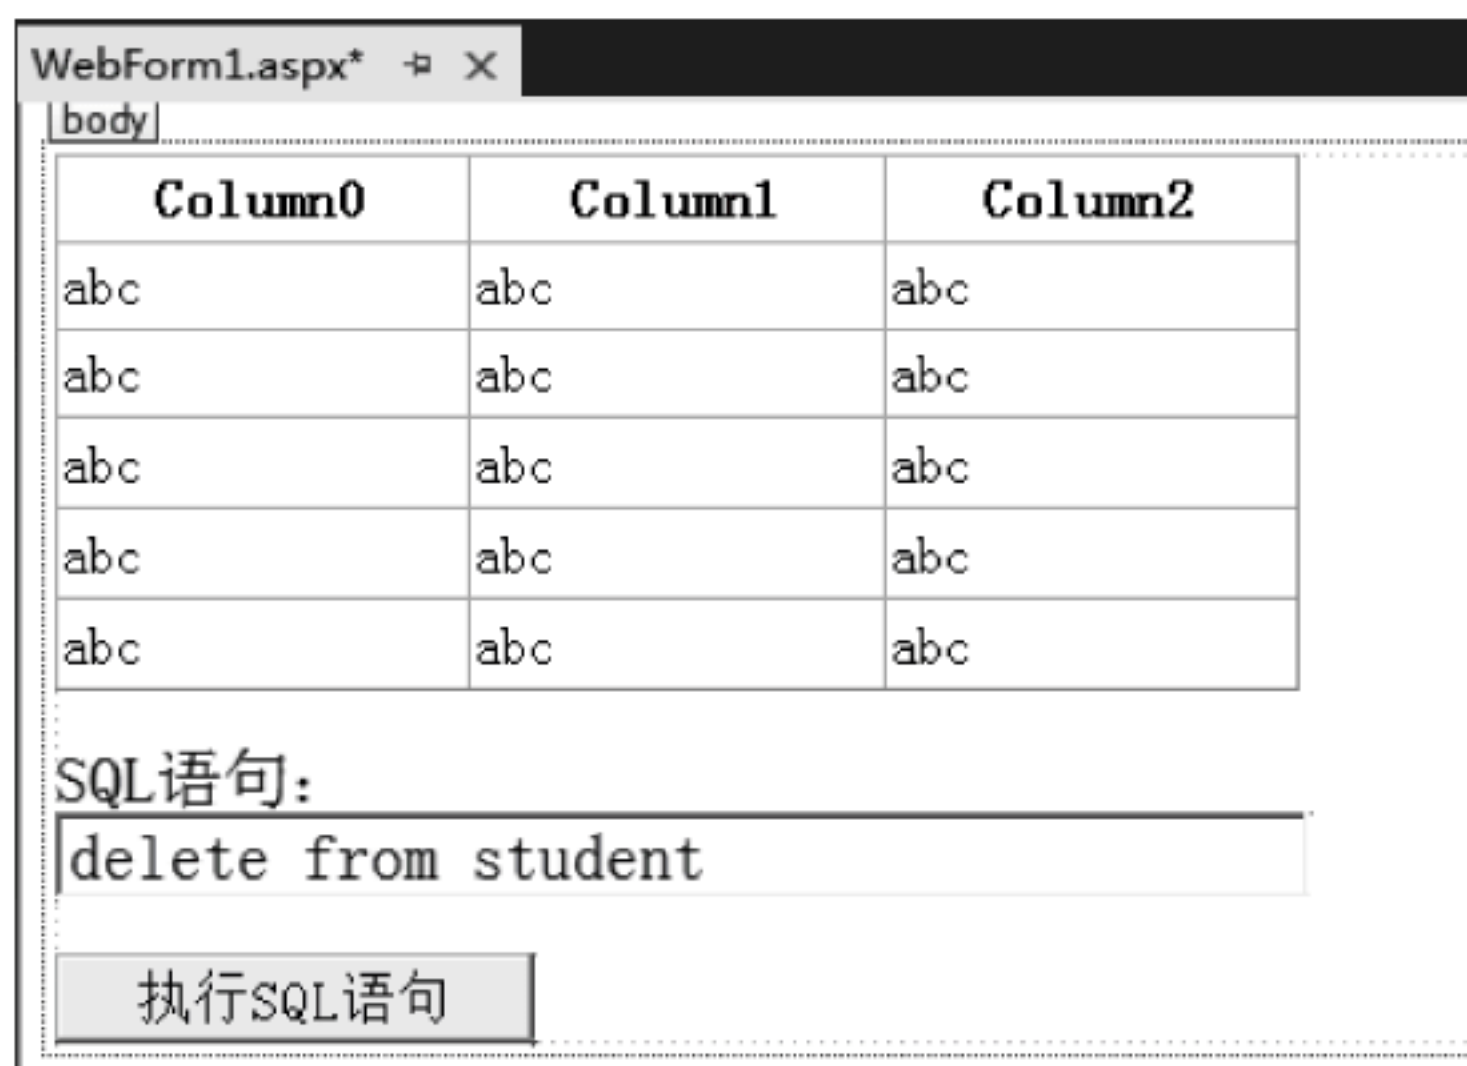 WebForm1.aspx*
body
Column0 Column1 Column2
abc abc abc
abc abc abc
abc abc abc
abc abc abc
abc abc abc
SQL语句：
delete from student
执行SQL语句